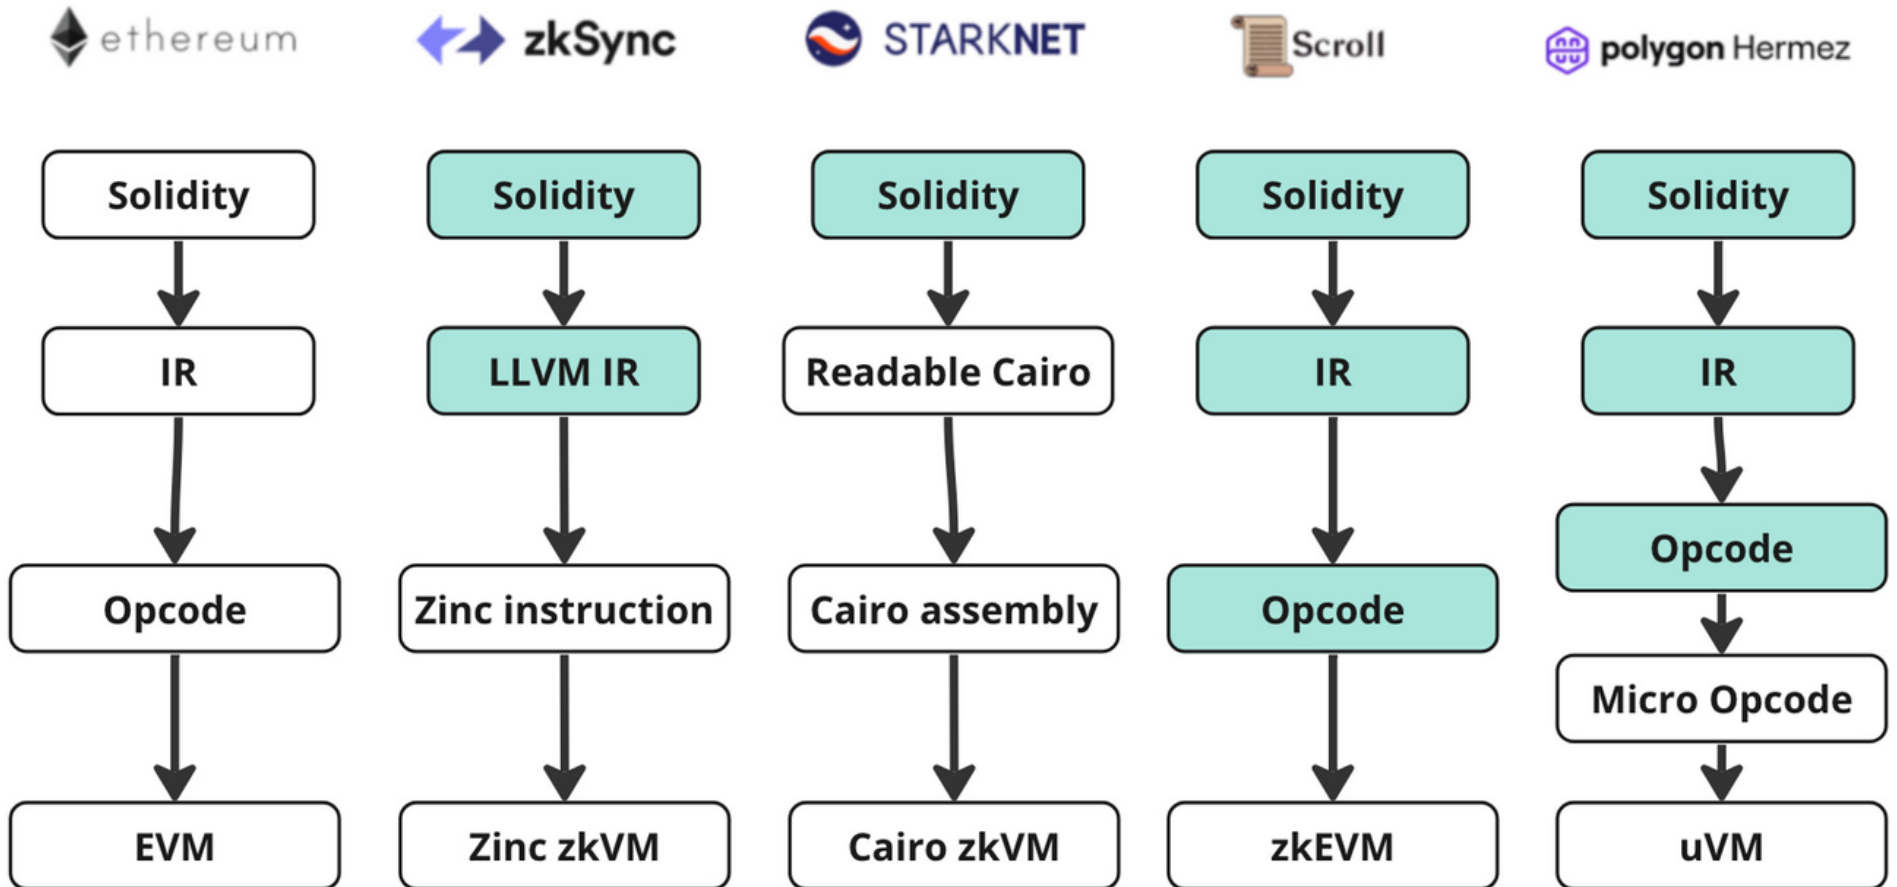 ethereum
zkSync
STARKNET
Scroll
polygon Hermez
Solidity
Solidity
Solidity
Solidity
Solidity
IR
LLVM IR
Readable Cairo
IR
IR
Opcode
Zinc instruction
Cairo assembly
Opcode
Opcode
Micro Opcode
EVM
Zinc zkVM
Cairo zkVM
zkEVM
uVM